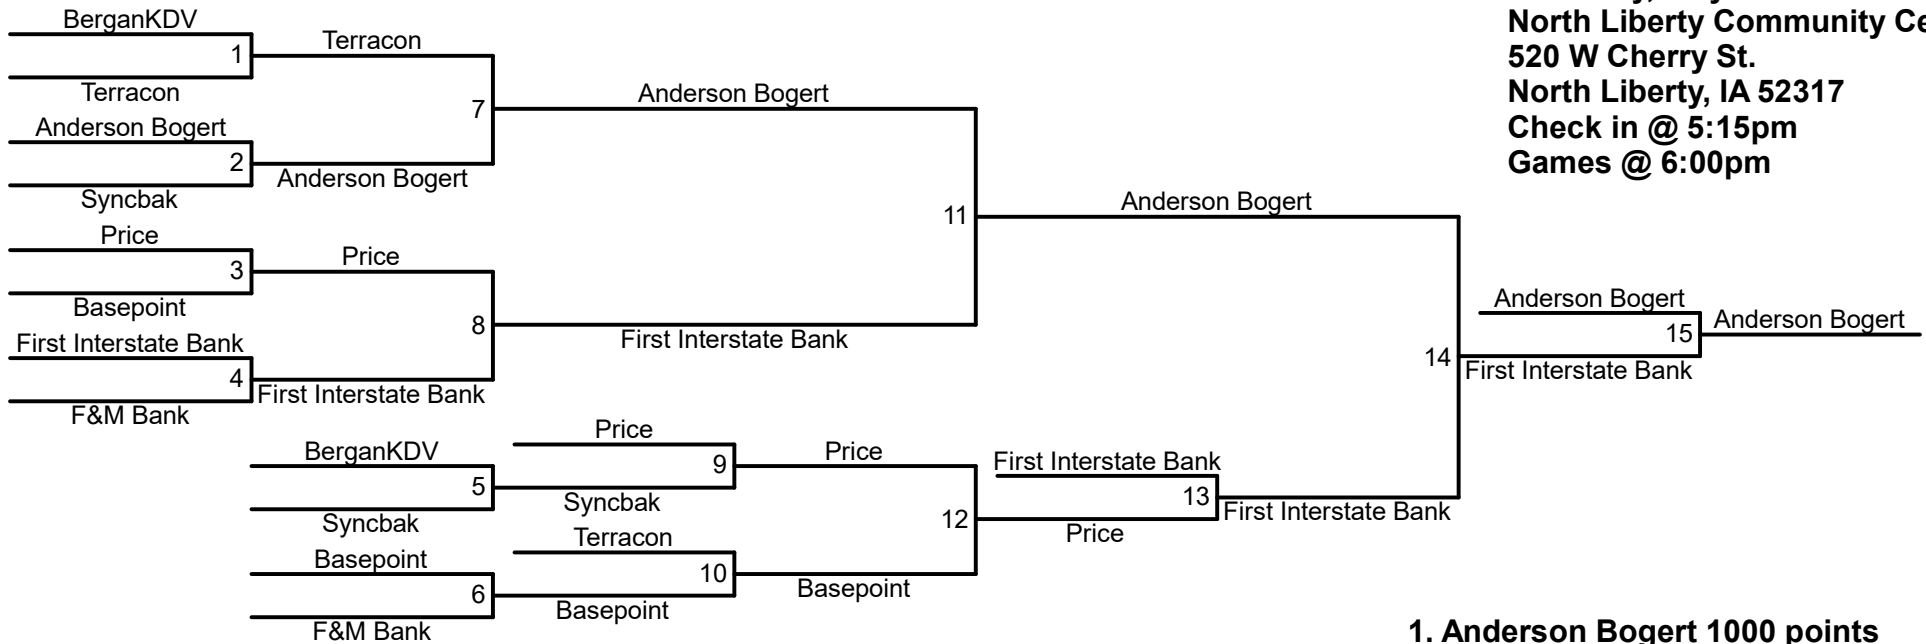 North Liberty Community
520 W Cherry St.
North Liberty, IA 52317
Check in @ 5:15pm
Games @ 6:00pm
BerganKDV
1
Terracon
Terracon
7
Anderson Bogert
Anderson Bogert
2
Anderson Bogert
Syncbak
11
Anderson Bogert
Price
3
Price
Basepoint
8
First Interstate Bank
First Interstate Bank
4
First Interstate Bank
F&M Bank
14
Anderson Bogert
15
Anderson Bogert
First Interstate Bank
BerganKDV
5
Syncbak
Price
9
Price
Syncbak
12
First Interstate Bank
13
First Interstate Bank
Price
Basepoint
6
F&M Bank
Terracon
10
Basepoint
Basepoint
1. Anderson Bogert 1000 points